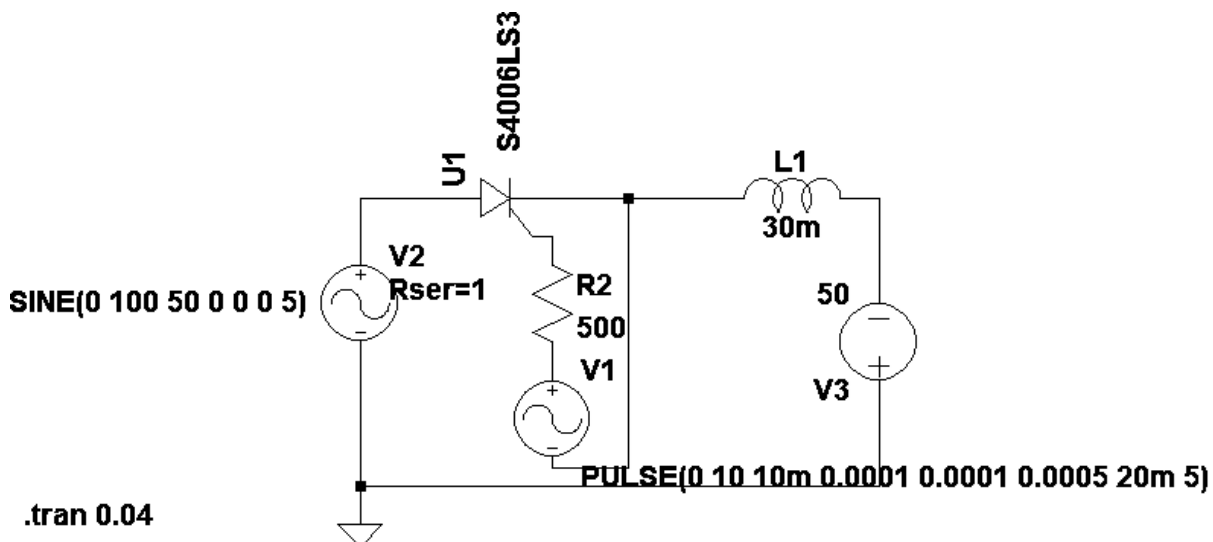 S4006LS3
U1
L1
30m
V2
Rser=1
SINE(0 100 50 0 0 0 5)
R2
500
50
V1
V3
PULSE(0 10 10m 0.0001 0.0001 0.0005 20m 5)
.tran 0.04